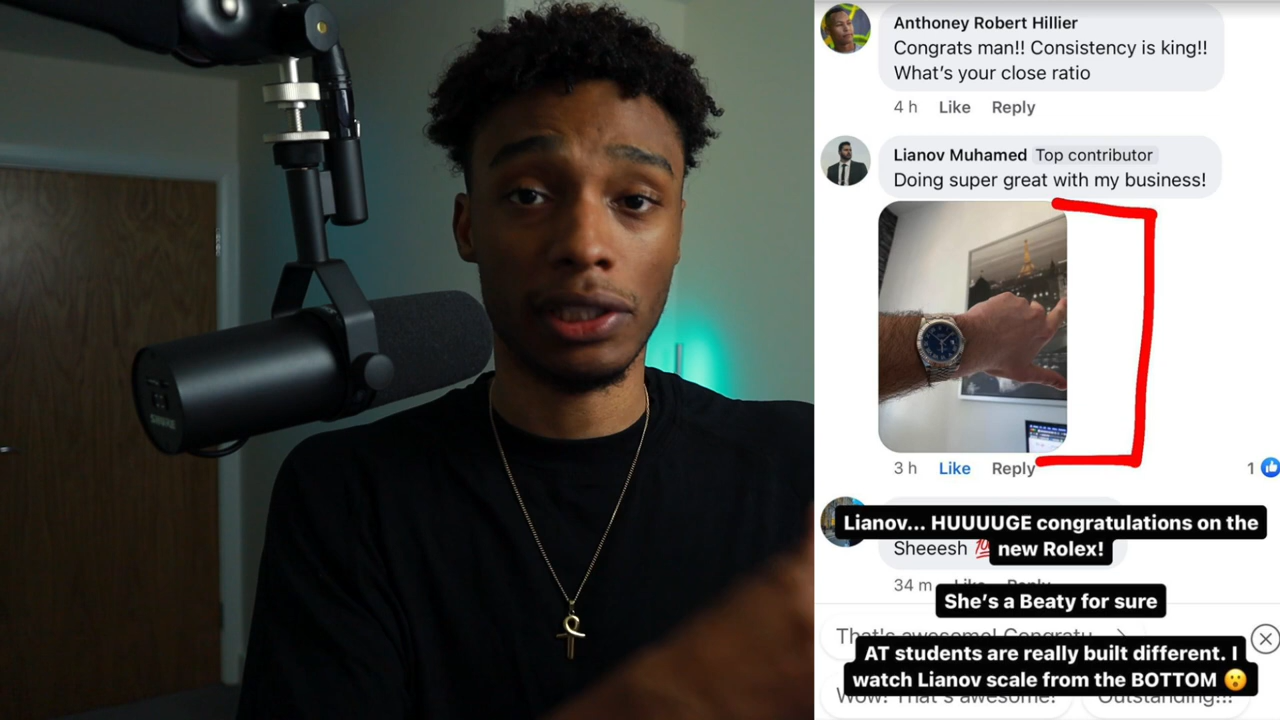 SHURE
Anthoney Robert Hillier
Congrats man!! Consistency is king!!
What's your close ratio
4 h Like Reply
Lianov Muhamed Top contributor
Doing super great with my business!
3 h Like Reply 1
Lianov... HUUUUGE congratulations on the
new Rolex!
Sheeesh 💯
34 m Like Reply
She's a Beaty for sure
That's awesome! Congratu
AT students are really built different. I
watch Lianov scale from the BOTTOM 😮
Wow! That's awesome! Outstanding!!!